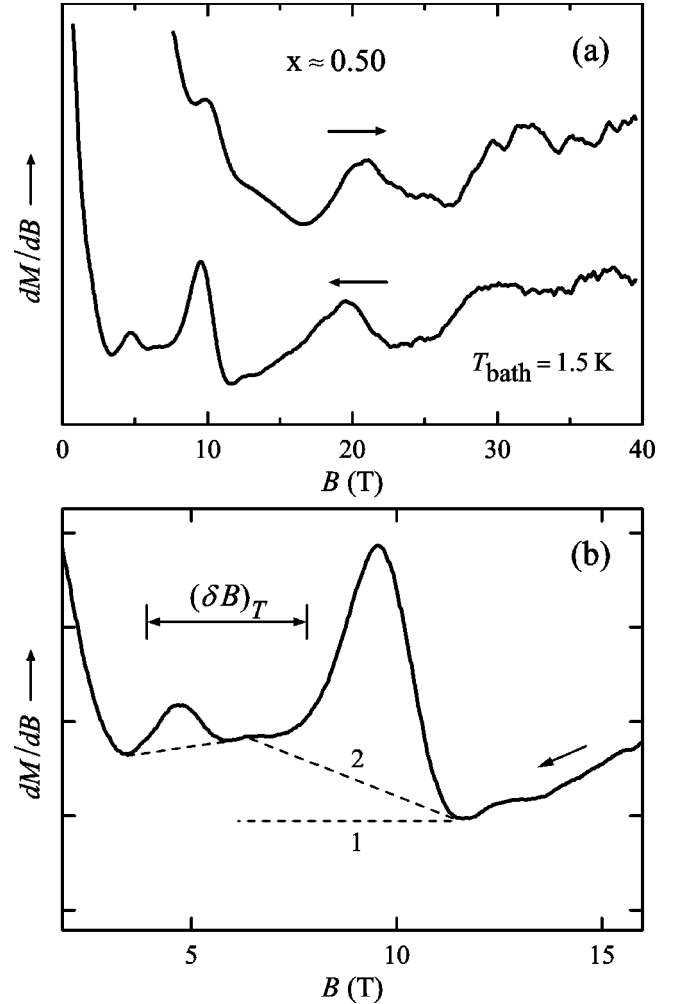 (a)
x ≈ 0.50
dM/dB
T_bath = 1.5 K
0 10 20 30 40
B (T)
(b)
(δB)_T
dM/dB
2
1
5 10 15
B (T)